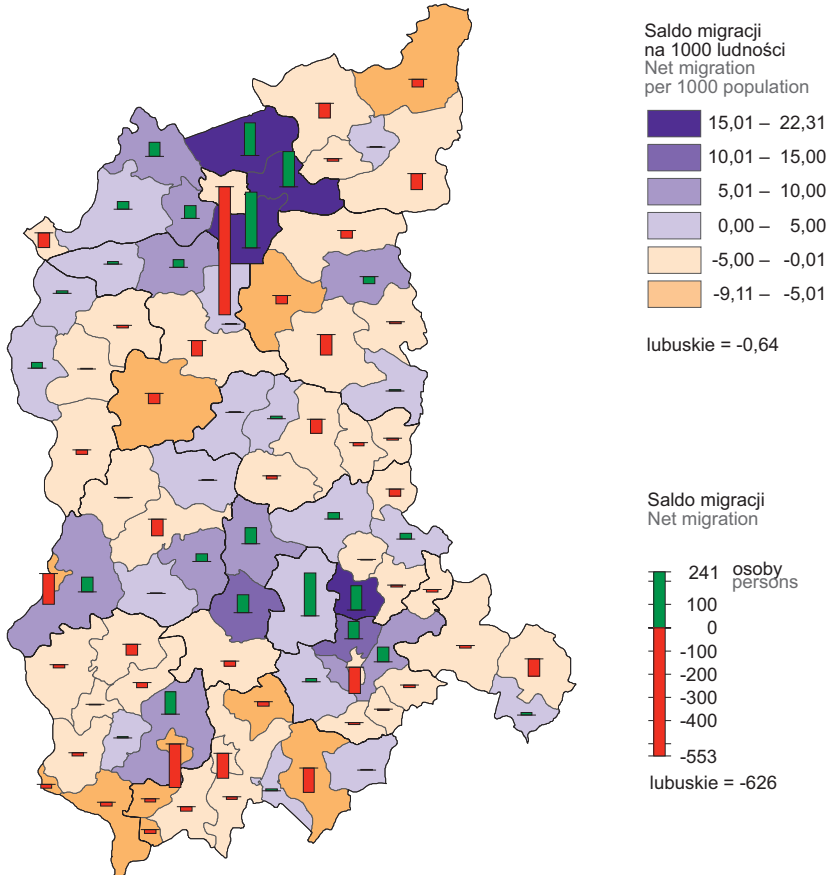 Saldo migracji
na 1000 ludności
Net migration
per 1000 population
15,01 – 22,31
10,01 – 15,00
5,01 – 10,00
0,00 – 5,00
-5,00 – -0,01
-9,11 – -5,01
lubuskie = -0,64
Saldo migracji
Net migration
241 osoby
persons
100
0
-100
-200
-300
-400
-553
lubuskie = -626